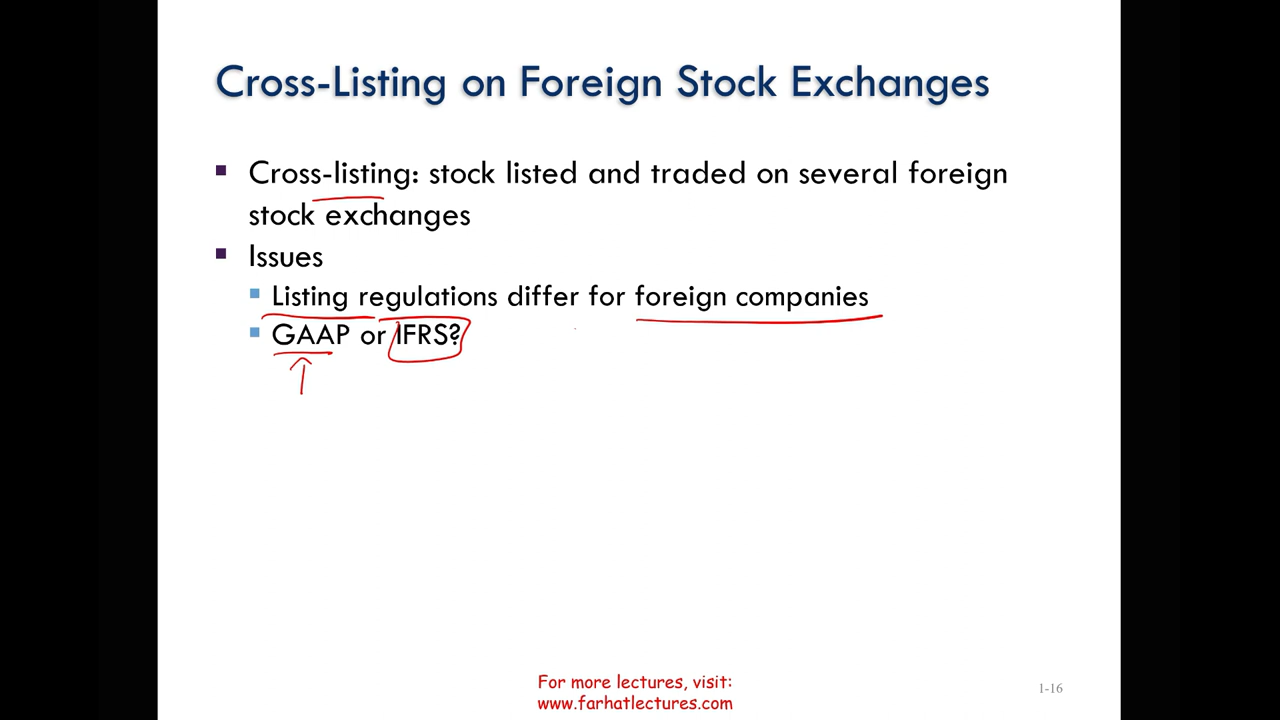 Cross-Listing on Foreign Stock Exchanges
▪ Cross-listing: stock listed and traded on several foreign
stock exchanges
▪ Issues
▪ Listing regulations differ for foreign companies
▪ GAAP or IFRS?
For more lectures, visit:
www.farhatlectures.com
1-16